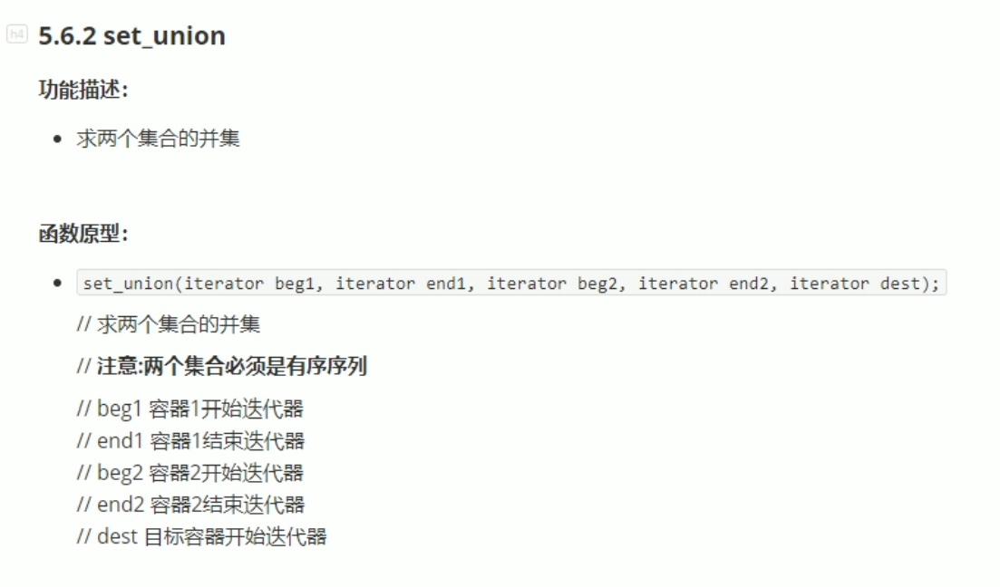 h4
5.6.2 set_union
功能描述：
求两个集合的并集
函数原型：
set_union(iterator beg1, iterator end1, iterator beg2, iterator end2, iterator dest);
// 求两个集合的并集
// 注意:两个集合必须是有序序列
// beg1 容器1开始迭代器
// end1 容器1结束迭代器
// beg2 容器2开始迭代器
// end2 容器2结束迭代器
// dest 目标容器开始迭代器